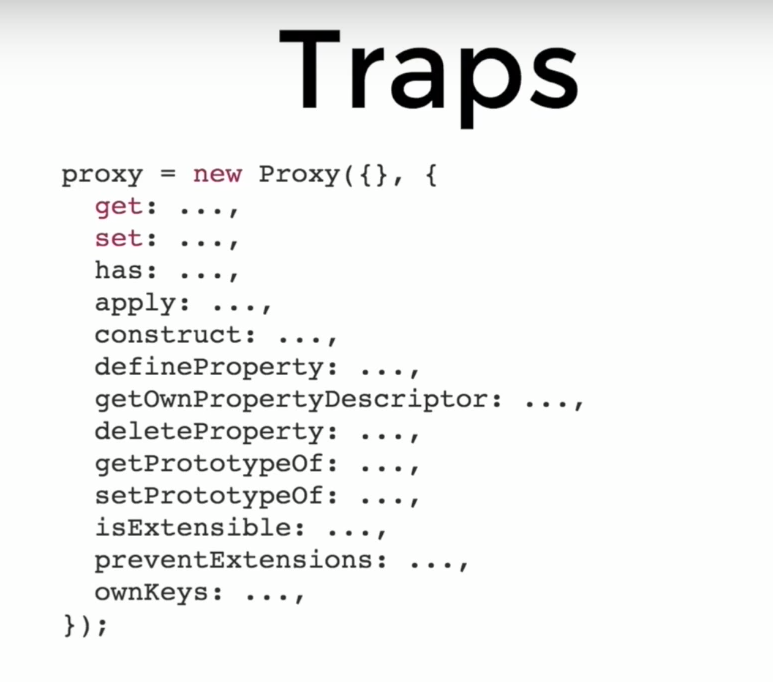 Traps
proxy = new Proxy({}, {
  get: ...,
  set: ...,
  has: ...,
  apply: ...,
  construct: ...,
  defineProperty: ...,
  getOwnPropertyDescriptor: ...,
  deleteProperty: ...,
  getPrototypeOf: ...,
  setPrototypeOf: ...,
  isExtensible: ...,
  preventExtensions: ...,
  ownKeys: ...,
});